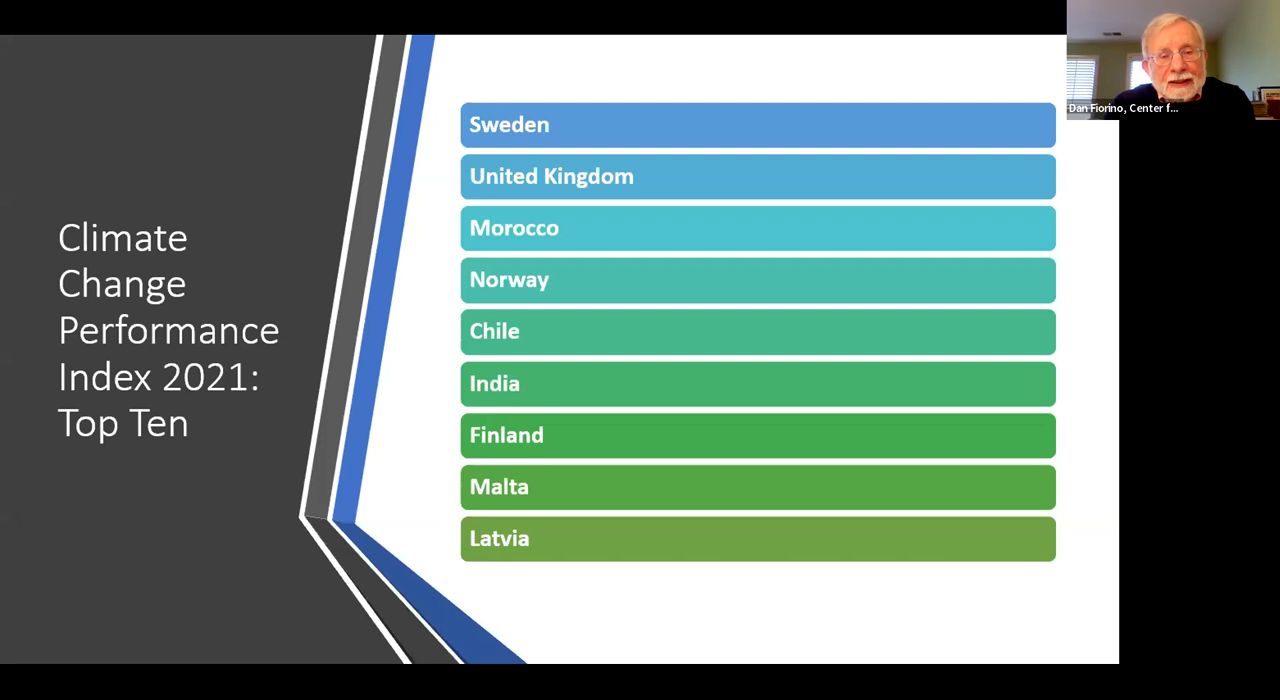 Climate
Change
Performance
Index 2021:
Top Ten
Sweden
United Kingdom
Morocco
Norway
Chile
India
Finland
Malta
Latvia
Dan Fiorino, Center f...